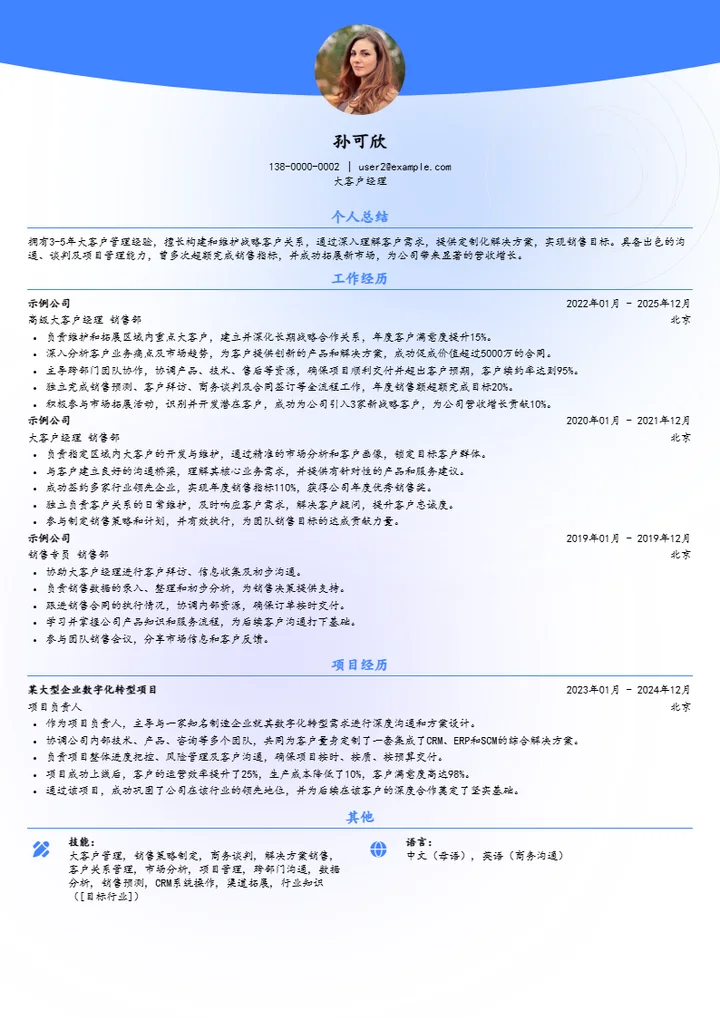 孙可欣
138-0000-0002 | user2@example.com
大客户经理
个人总结
拥有3-5年大客户管理经验，擅长构建和维护战略客户关系，通过深入理解客户需求，提供定制化解决方案，实现销售目标。具备出色的沟
通、谈判及项目管理能力，曾多次超额完成销售指标，并成功拓展新市场，为公司带来显著的营收增长。
工作经历
示例公司 2022年01月 - 2025年12月
高级大客户经理 销售部 北京
• 负责维护和拓展区域内重点大客户，建立并深化长期战略合作关系，年度客户满意度提升15%。
• 深入分析客户业务痛点及市场趋势，为客户提供创新的产品和解决方案，成功促成价值超过5000万的合同。
• 主导跨部门团队协作，协调产品、技术、售后等资源，确保项目顺利交付并超出客户预期，客户续约率达到95%。
• 独立完成销售预测、客户拜访、商务谈判及合同签订等全流程工作，年度销售额超额完成目标20%。
• 积极参与市场拓展活动，识别并开发潜在客户，成功为公司引入3家新战略客户，为公司营收增长贡献10%。
示例公司 2020年01月 - 2021年12月
大客户经理 销售部 北京
• 负责指定区域内大客户的开发与维护，通过精准的市场分析和客户画像，锁定目标客户群体。
• 与客户建立良好的沟通桥梁，理解其核心业务需求，并提供有针对性的产品和服务建议。
• 成功签约多家行业领先企业，实现年度销售指标110%，获得公司年度优秀销售奖。
• 独立负责客户关系的日常维护，及时响应客户需求，解决客户疑问，提升客户忠诚度。
• 参与制定销售策略和计划，并有效执行，为团队销售目标的达成贡献力量。
示例公司 2019年01月 - 2019年12月
销售专员 销售部 北京
• 协助大客户经理进行客户拜访、信息收集及初步沟通。
• 负责销售数据的录入、整理和初步分析，为销售决策提供支持。
• 跟进销售合同的执行情况，协调内部资源，确保订单按时交付。
• 学习并掌握公司产品知识和服务流程，为后续客户沟通打下基础。
• 参与团队销售会议，分享市场信息和客户反馈。
项目经历
某大型企业数字化转型项目 2023年01月 - 2024年12月
项目负责人 北京
• 作为项目负责人，主导与一家知名制造企业就其数字化转型需求进行深度沟通和方案设计。
• 协调公司内部技术、产品、咨询等多个团队，共同为客户量身定制了一套集成了CRM、ERP和SCM的综合解决方案。
• 负责项目整体进度把控、风险管理及客户沟通，确保项目按时、按质、按预算交付。
• 项目成功上线后，客户的运营效率提升了25%，生产成本降低了10%，客户满意度高达98%。
• 通过该项目，成功巩固了公司在该行业的领先地位，并为后续在该客户的深度合作奠定了坚实基础。
其他
技能：
大客户管理, 销售策略制定, 商务谈判, 解决方案销售,
客户关系管理, 市场分析, 项目管理, 跨部门沟通, 数据
分析, 销售预测, CRM系统操作, 渠道拓展, 行业知识
（[目标行业]）
语言：
中文（母语）, 英语（商务沟通）